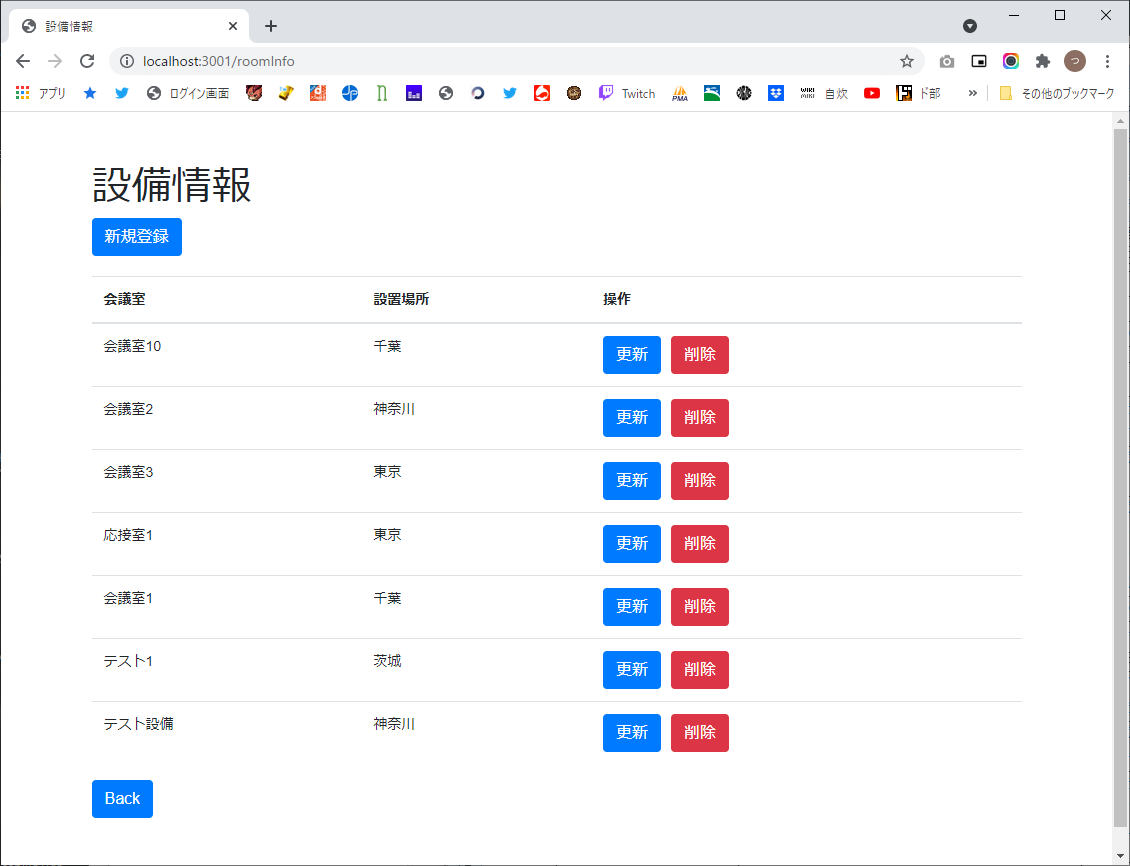 設備情報
localhost:3001/roomInfo
アプリ ログイン画面 Twitch PMA WIKI WIKI 自炊 ド部 » その他のブックマーク
設備情報
新規登録
会議室 設置場所 操作
会議室10 千葉 更新 削除
会議室2 神奈川 更新 削除
会議室3 東京 更新 削除
応接室1 東京 更新 削除
会議室1 千葉 更新 削除
テスト1 茨城 更新 削除
テスト設備 神奈川 更新 削除
Back